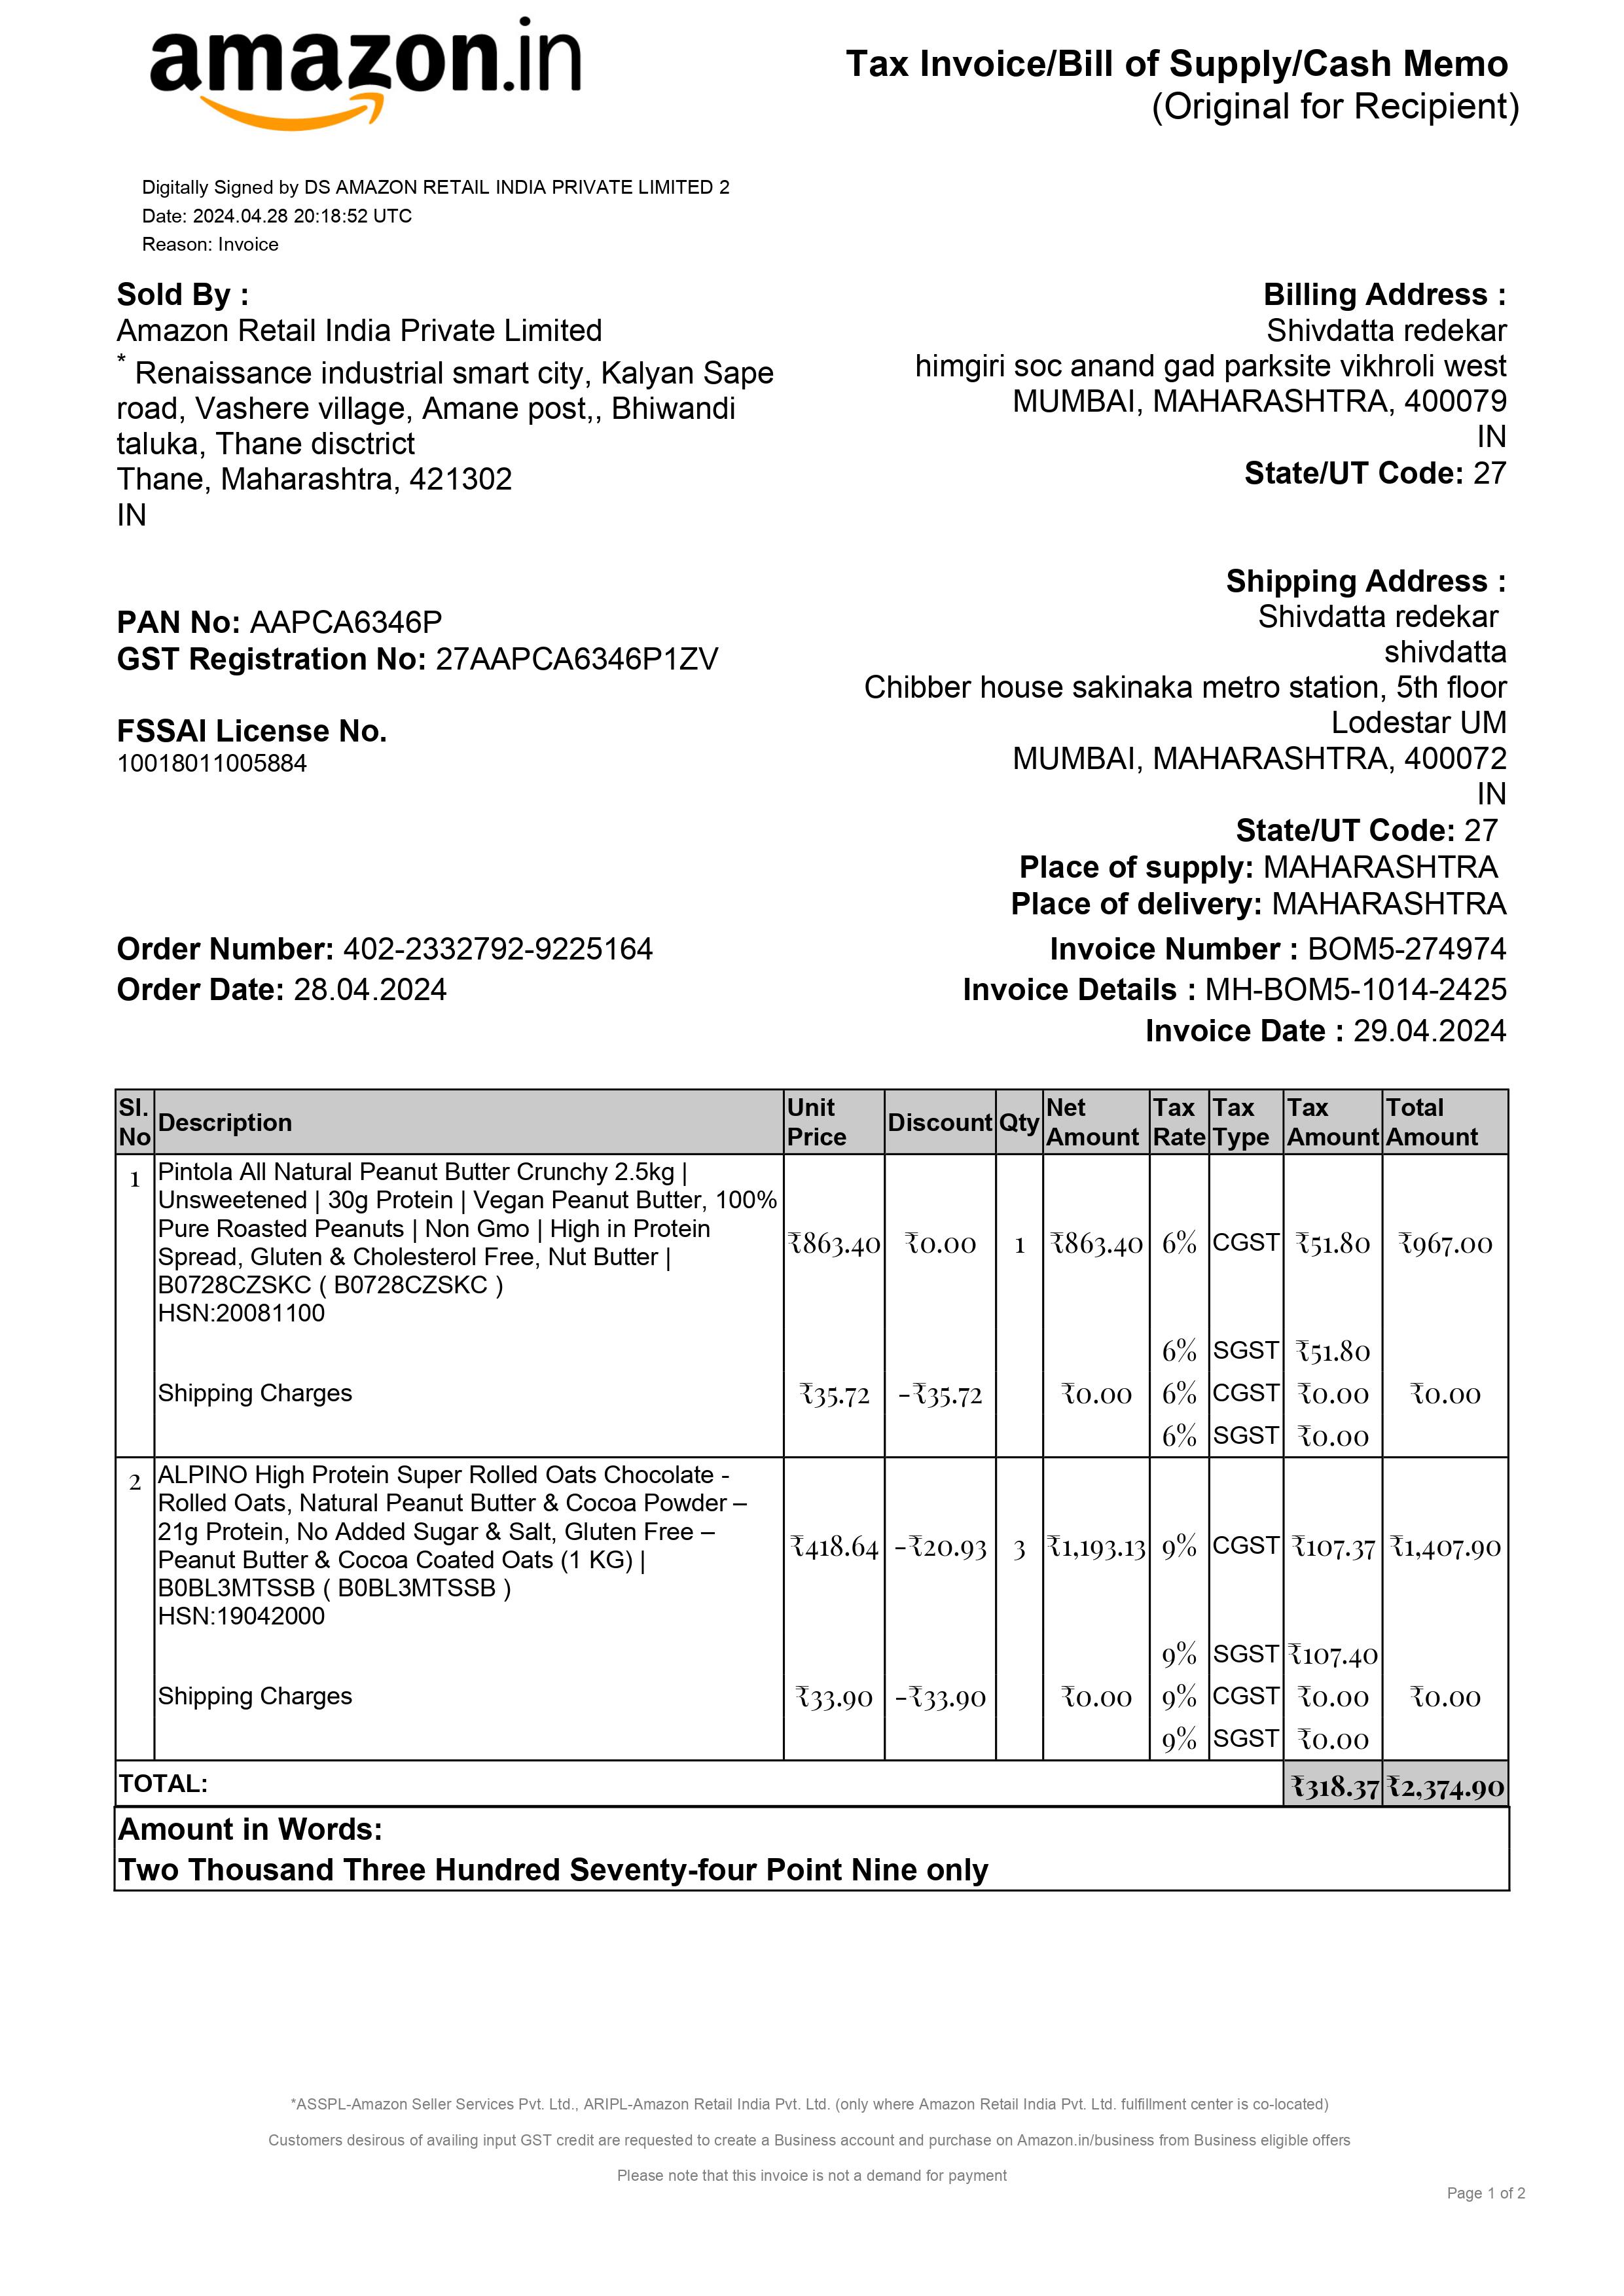 amazon.in
Tax Invoice/Bill of Supply/Cash Memo
(Original for Recipient)
Digitally Signed by DS AMAZON RETAIL INDIA PRIVATE LIMITED 2
Date: 2024.04.28 20:18:52 UTC
Reason: Invoice
Sold By :
Amazon Retail India Private Limited
* Renaissance industrial smart city, Kalyan Sape
road, Vashere village, Amane post,, Bhiwandi
taluka, Thane disctrict
Thane, Maharashtra, 421302
IN
Billing Address :
Shivdatta redekar
himgiri soc anand gad parksite vikhroli west
MUMBAI, MAHARASHTRA, 400079
IN
State/UT Code: 27
PAN No: AAPCA6346P
GST Registration No: 27AAPCA6346P1ZV
FSSAI License No.
10018011005884
Shipping Address :
Shivdatta redekar
shivdatta
Chibber house sakinaka metro station, 5th floor
Lodestar UM
MUMBAI, MAHARASHTRA, 400072
IN
State/UT Code: 27
Place of supply: MAHARASHTRA
Place of delivery: MAHARASHTRA
Order Number: 402-2332792-9225164
Order Date: 28.04.2024
Invoice Number : BOM5-274974
Invoice Details : MH-BOM5-1014-2425
Invoice Date : 29.04.2024
Sl. No Description Unit Price Discount Qty Net Amount Tax Rate Tax Type Tax Amount Total Amount
1 Pintola All Natural Peanut Butter Crunchy 2.5kg |
Unsweetened | 30g Protein | Vegan Peanut Butter, 100%
Pure Roasted Peanuts | Non Gmo | High in Protein
Spread, Gluten & Cholesterol Free, Nut Butter |
B0728CZSKC ( B0728CZSKC )
HSN:20081100
₹863.40 ₹0.00 1 ₹863.40 6% CGST ₹51.80 ₹967.00
6% SGST ₹51.80
Shipping Charges ₹35.72 -₹35.72 ₹0.00 6% CGST ₹0.00 ₹0.00
6% SGST ₹0.00
2 ALPINO High Protein Super Rolled Oats Chocolate -
Rolled Oats, Natural Peanut Butter & Cocoa Powder –
21g Protein, No Added Sugar & Salt, Gluten Free –
Peanut Butter & Cocoa Coated Oats (1 KG) |
B0BL3MTSSB ( B0BL3MTSSB )
HSN:19042000
₹418.64 -₹20.93 3 ₹1,193.13 9% CGST ₹107.37 ₹1,407.90
9% SGST ₹107.40
Shipping Charges ₹33.90 -₹33.90 ₹0.00 9% CGST ₹0.00 ₹0.00
9% SGST ₹0.00
TOTAL: ₹318.37 ₹2,374.90
Amount in Words:
Two Thousand Three Hundred Seventy-four Point Nine only
*ASSPL-Amazon Seller Services Pvt. Ltd., ARIPL-Amazon Retail India Pvt. Ltd. (only where Amazon Retail India Pvt. Ltd. fulfillment center is co-located)
Customers desirous of availing input GST credit are requested to create a Business account and purchase on Amazon.in/business from Business eligible offers
Please note that this invoice is not a demand for payment
Page 1 of 2